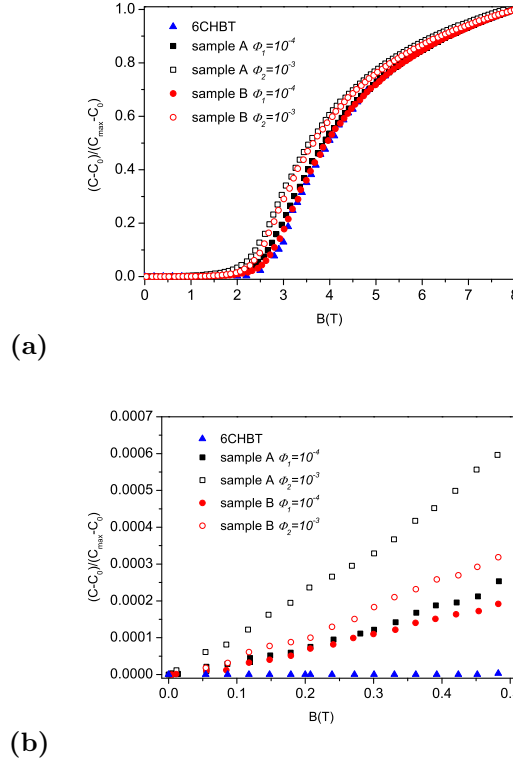 1.0
0.8
0.6
0.4
0.2
0.0
(C-C₀)/(Cmax-C₀)
6CHBT
sample A Φ₁=10⁻⁴
sample A Φ₂=10⁻³
sample B Φ₁=10⁻⁴
sample B Φ₂=10⁻³
0 1 2 3 4 5 6 7 8
B(T)
(a)
0.0007
0.0006
0.0005
0.0004
0.0003
0.0002
0.0001
0.0000
(C-C₀)/(Cmax-C₀)
6CHBT
sample A Φ₁=10⁻⁴
sample A Φ₂=10⁻³
sample B Φ₁=10⁻⁴
sample B Φ₂=10⁻³
0.0 0.1 0.2 0.3 0.4
B(T)
(b)